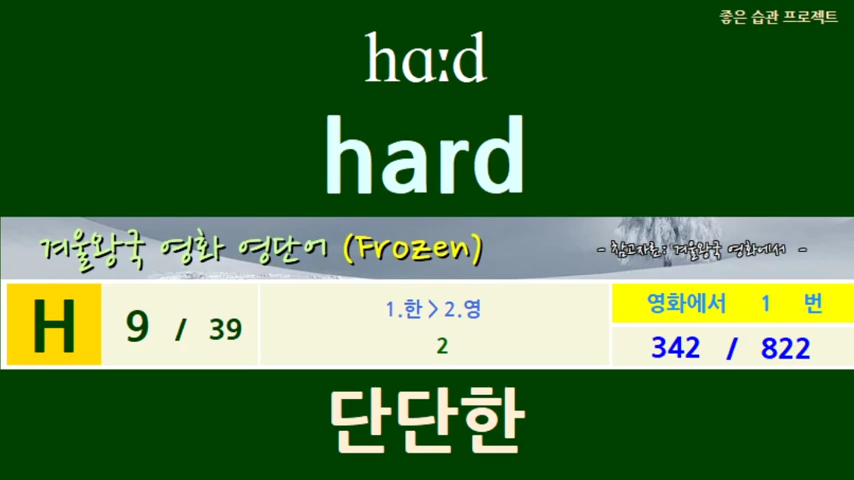 좋은 습관 프로젝트
hɑːd
hard
겨울왕국 영화 영단어 (Frozen)
- 참고자료: 겨울왕국 영화에서 -
H 9 / 39
1.한 > 2.영
2
영화에서 1 번
342 / 822
단단한